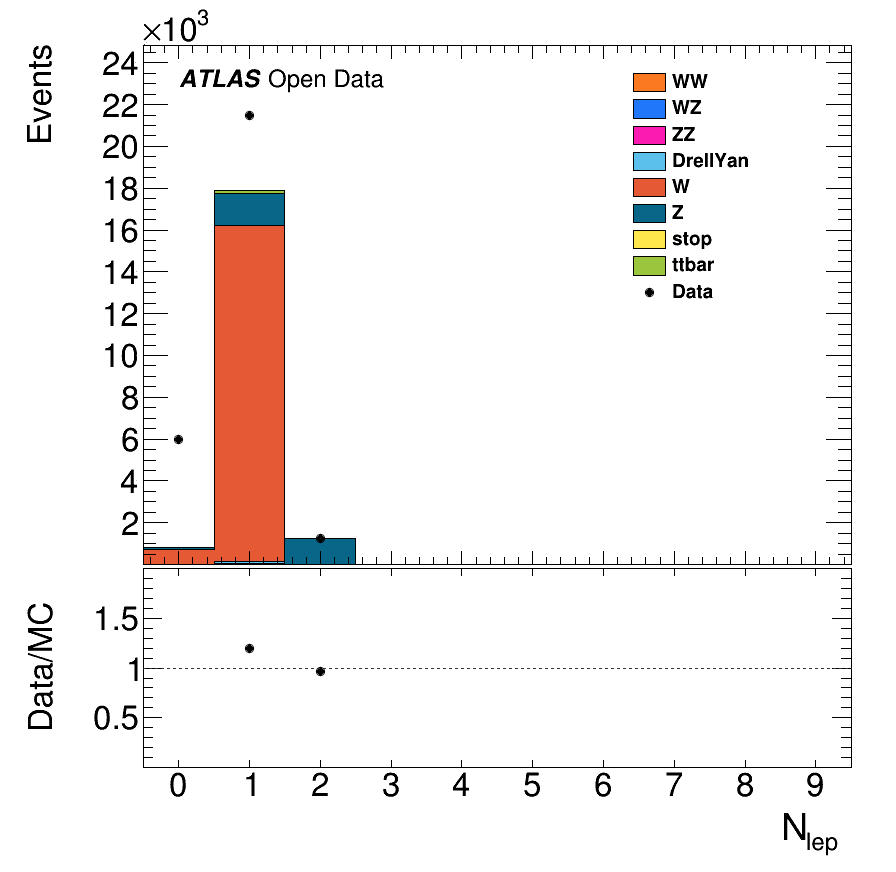 ×10³
Events
24
22
20
18
16
14
12
10
8
6
4
2
ATLAS Open Data
WW
WZ
ZZ
DrellYan
W
Z
stop
ttbar
Data
Data/MC
1.5
1
0.5
0 1 2 3 4 5 6 7 8 9
N_lep